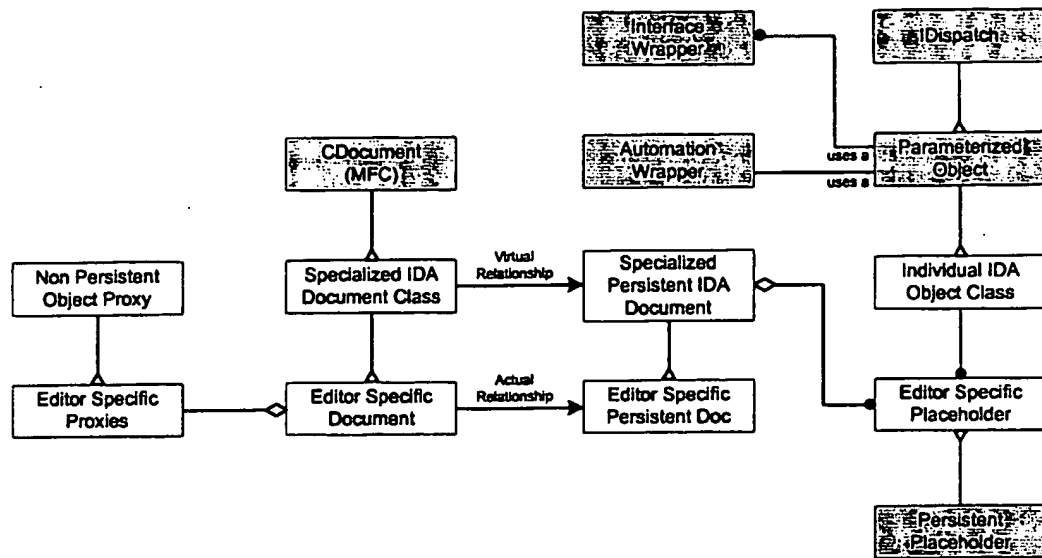 Interface
Wrapper
IDispatch
uses a
Automation
Wrapper
uses a
Parameterized
Object
CDocument
(MFC)
Non Persistent
Object Proxy
Specialized IDA
Document Class
Virtual
Relationship
Specialized
Persistent IDA
Document
Individual IDA
Object Class
Editor Specific
Proxies
Editor Specific
Document
Actual
Relationship
Editor Specific
Persistent Doc
Editor Specific
Placeholder
Persistent
Placeholder